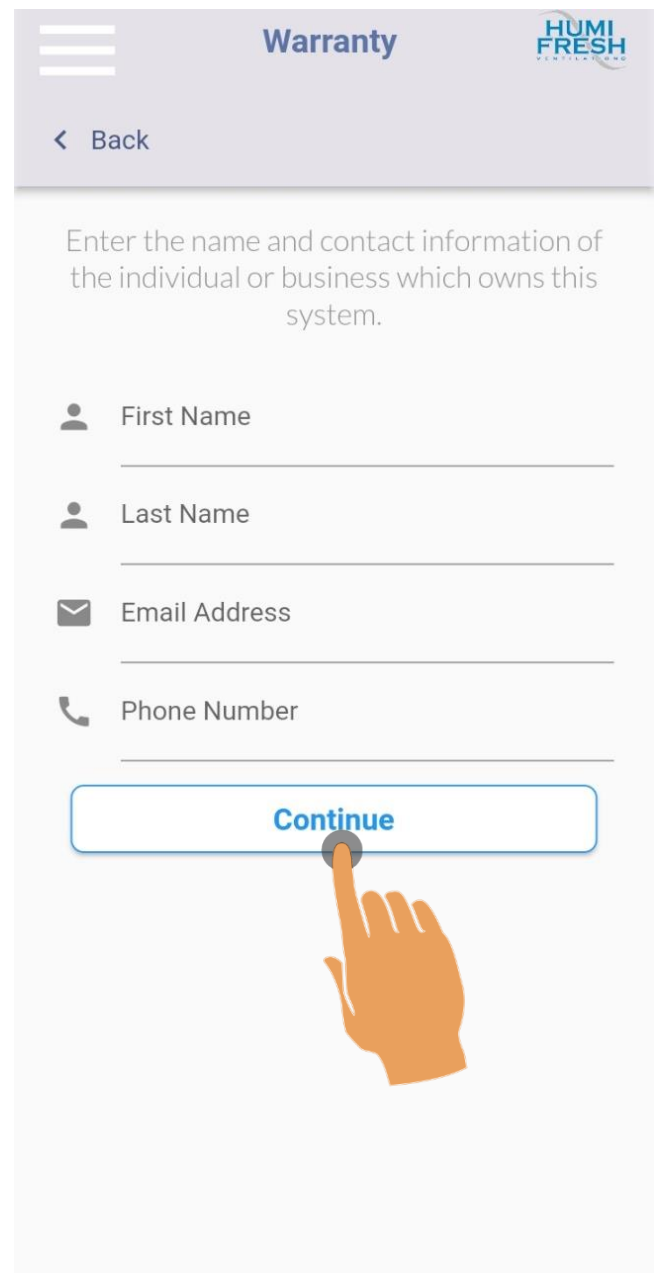 Warranty
HUMI
FRESH
VENTILATIONS
Back
Enter the name and contact information of
the individual or business which owns this
system.
First Name
Last Name
Email Address
Phone Number
Continue